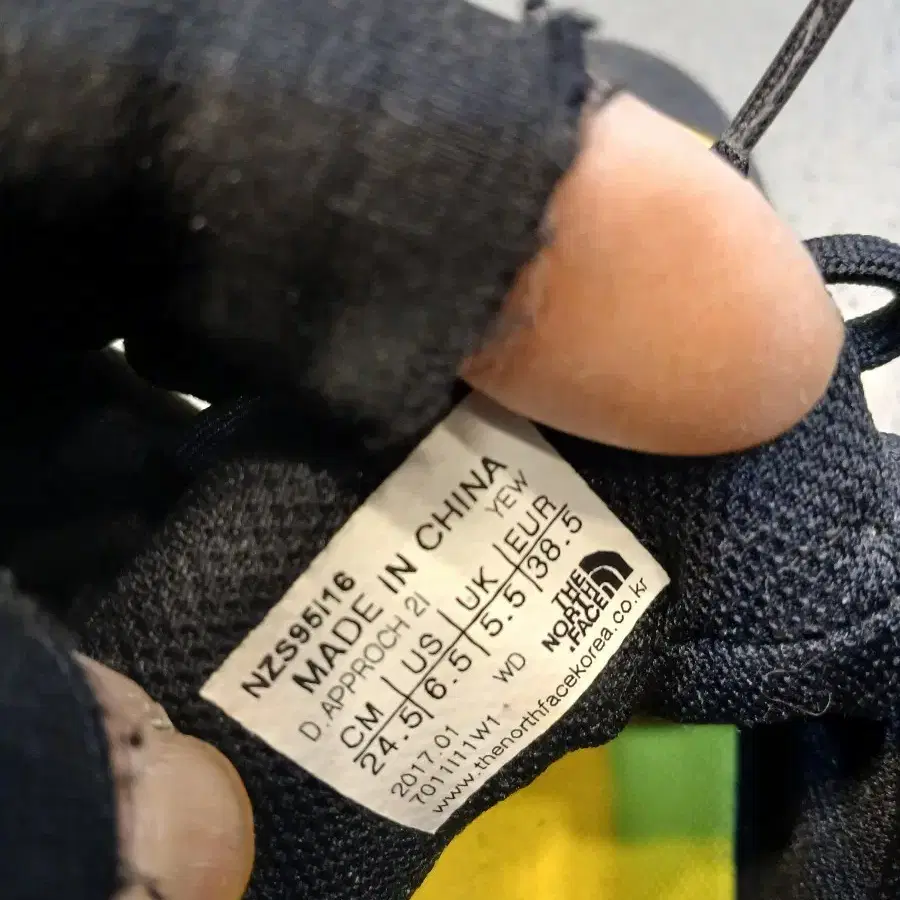 NZS95I16
MADE IN CHINA
D.APPROCH 2I YEW
CM US UK EUR
24.5 6.5 5.5 38.5
2017.01 WD
7011I11W1
THE
NORTH
FACE
www.thenorthfacekorea.co.kr